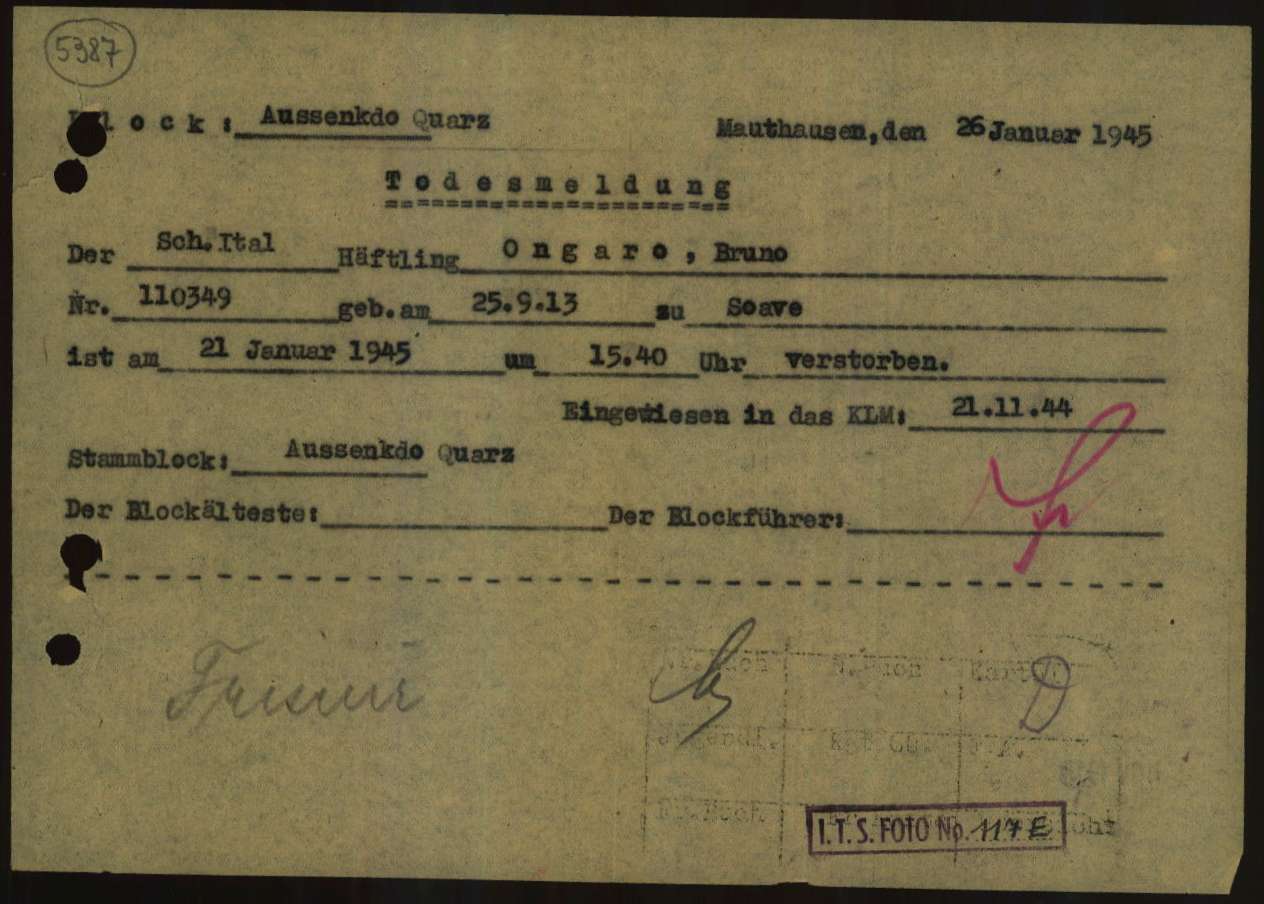 5387
Block: Aussenkdo Quarz
Mauthausen, den 26 Januar 1945
Todesmeldung
Der Sch. Ital Häftling Ongaro, Bruno
Nr. 110349 geb. am 25.9.13 zu Soave
ist am 21 Januar 1945 um 15.40 Uhr verstorben.
Eingewiesen in das KLM: 21.11.44
Stammblock: Aussenkdo Quarz
Der Blockälteste: Der Blockführer:
Friseur
D
I.T.S. FOTO No. 117 E